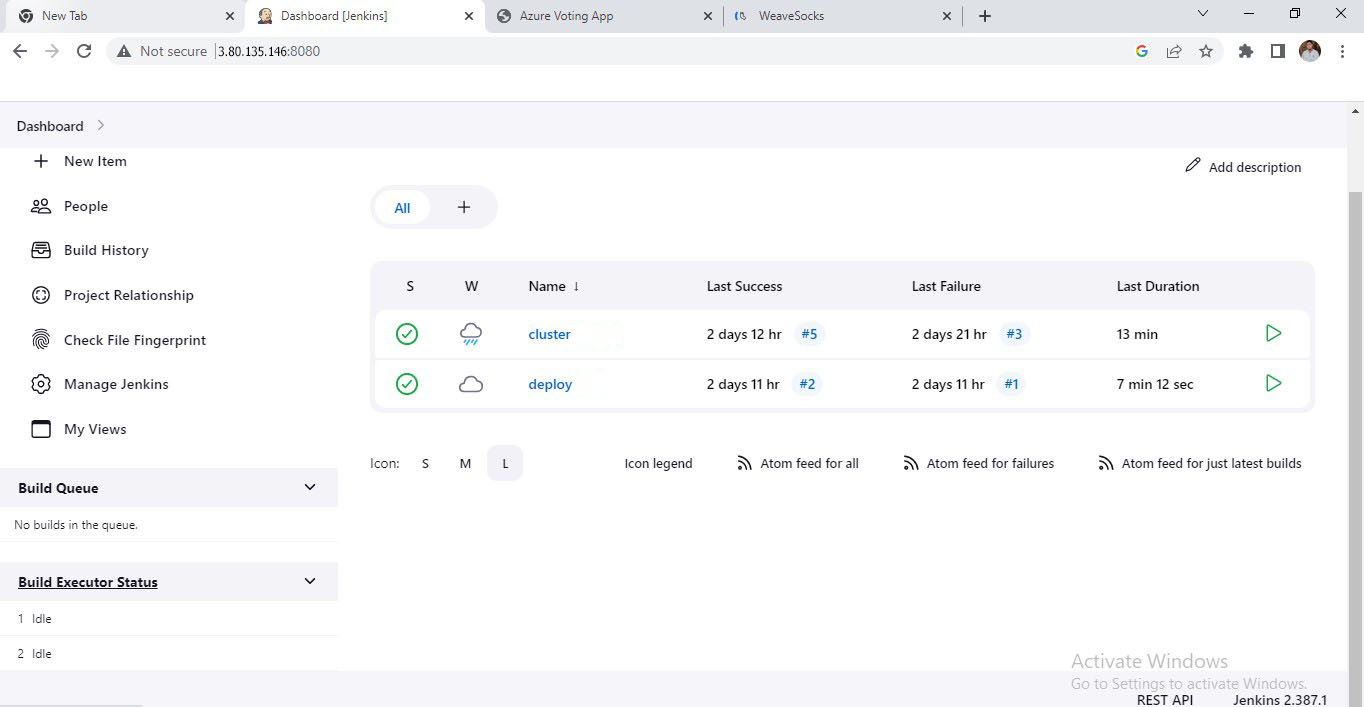 New Tab
Dashboard [Jenkins]
Azure Voting App
WeaveSocks
Not secure
3.80.135.146:8080
Dashboard
New Item
People
Build History
Project Relationship
Check File Fingerprint
Manage Jenkins
My Views
Build Queue
No builds in the queue.
Build Executor Status
1 Idle
2 Idle
Add description
All
S W Name ↓ Last Success Last Failure Last Duration
cluster 2 days 12 hr #5 2 days 21 hr #3 13 min
deploy 2 days 11 hr #2 2 days 11 hr #1 7 min 12 sec
Icon: S M L Icon legend Atom feed for all Atom feed for failures Atom feed for just latest builds
Activate Windows
Go to Settings to activate Windows.
REST API Jenkins 2.387.1